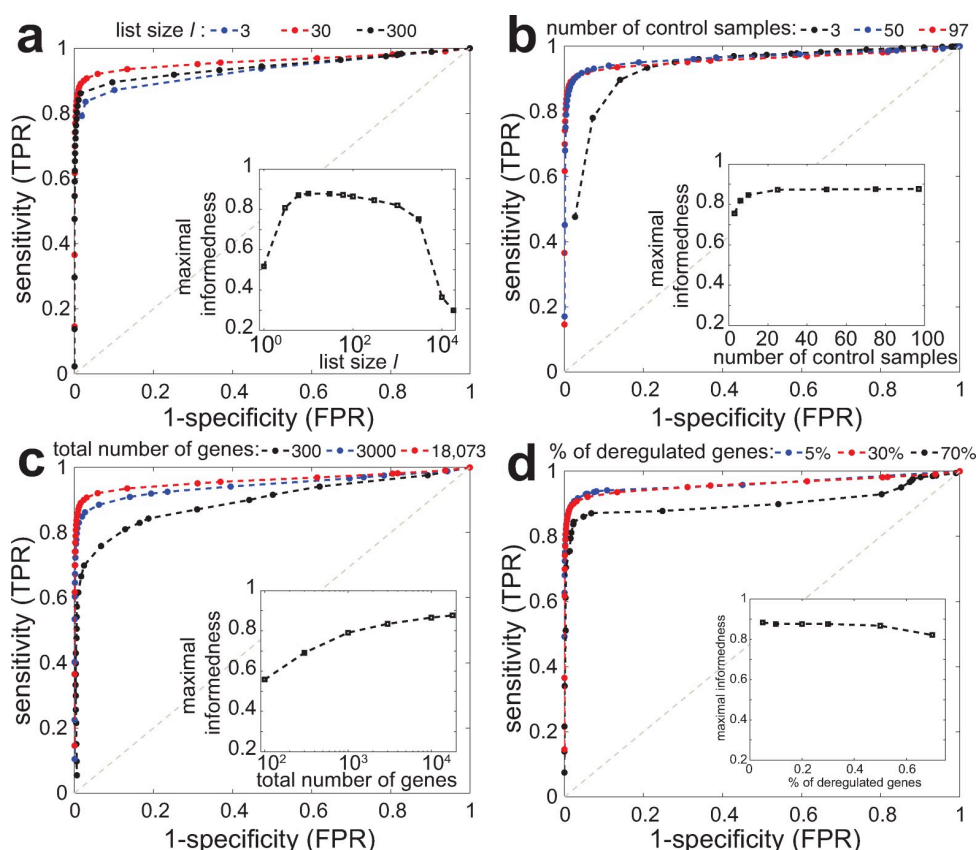 a
list size l : 3 30 300
1
0.8
0.6
0.4
0.2
0
sensitivity (TPR)
0 0.2 0.4 0.6 0.8 1
1-specificity (FPR)
1
0.8
0.6
0.4
0.2
maximal
informedness
10^0 10^2 10^4
list size l
b
number of control samples: 3 50 97
1
0.8
0.6
0.4
0.2
0
sensitivity (TPR)
0 0.2 0.4 0.6 0.8 1
1-specificity (FPR)
1
0.8
0.6
0.4
0.2
maximal
informedness
0 20 40 60 80 100
number of control samples
c
total number of genes: 300 3000 18,073
1
0.8
0.6
0.4
0.2
0
sensitivity (TPR)
0 0.2 0.4 0.6 0.8 1
1-specificity (FPR)
1
0.8
0.6
0.4
0.2
maximal
informedness
10^2 10^3 10^4
total number of genes
d
% of deregulated genes: 5% 30% 70%
1
0.8
0.6
0.4
0.2
0
sensitivity (TPR)
0 0.2 0.4 0.6 0.8 1
1-specificity (FPR)
1
0.8
0.6
0.4
0.2
maximal informedness
0 0.2 0.4 0.6
% of deregulated genes